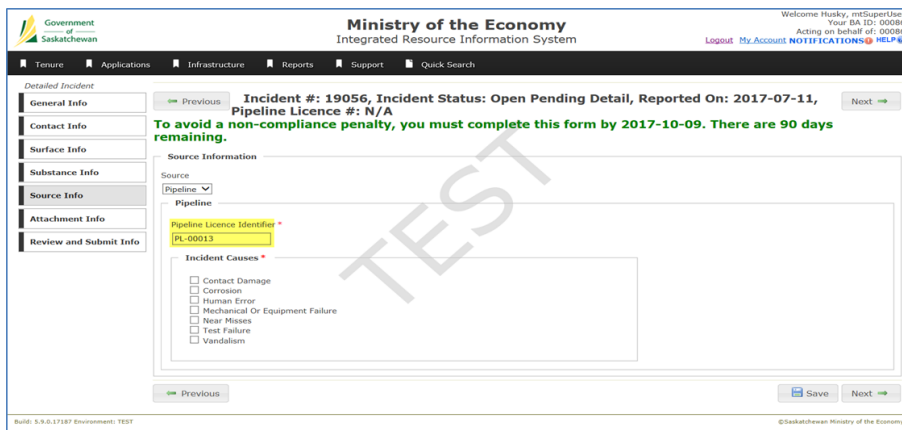 Government
of
Saskatchewan
Ministry of the Economy
Integrated Resource Information System
Welcome Husky, mtSuperUse
Your BA ID: 0008
Acting on behalf of: 0008
Logout My Account NOTIFICATIONS HELP
Tenure Applications Infrastructure Reports Support Quick Search
Detailed Incident
General Info
Contact Info
Surface Info
Substance Info
Source Info
Attachment Info
Review and Submit Info
Previous
Incident #: 19056, Incident Status: Open Pending Detail, Reported On: 2017-07-11,
Pipeline Licence #: N/A
Next
To avoid a non-compliance penalty, you must complete this form by 2017-10-09. There are 90 days
remaining.
Source Information
Source
Pipeline
Pipeline
Pipeline Licence Identifier *
PL-00013
Incident Causes *
Contact Damage
Corrosion
Human Error
Mechanical Or Equipment Failure
Near Misses
Test Failure
Vandalism
TEST
Previous
Save
Next
Build: 5.9.0.17187 Environment: TEST
©Saskatchewan Ministry of the Economy